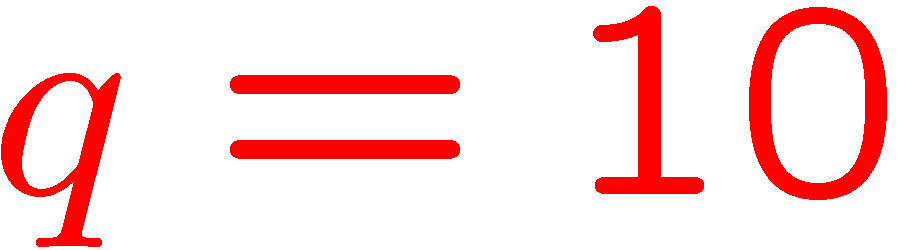 q = 10